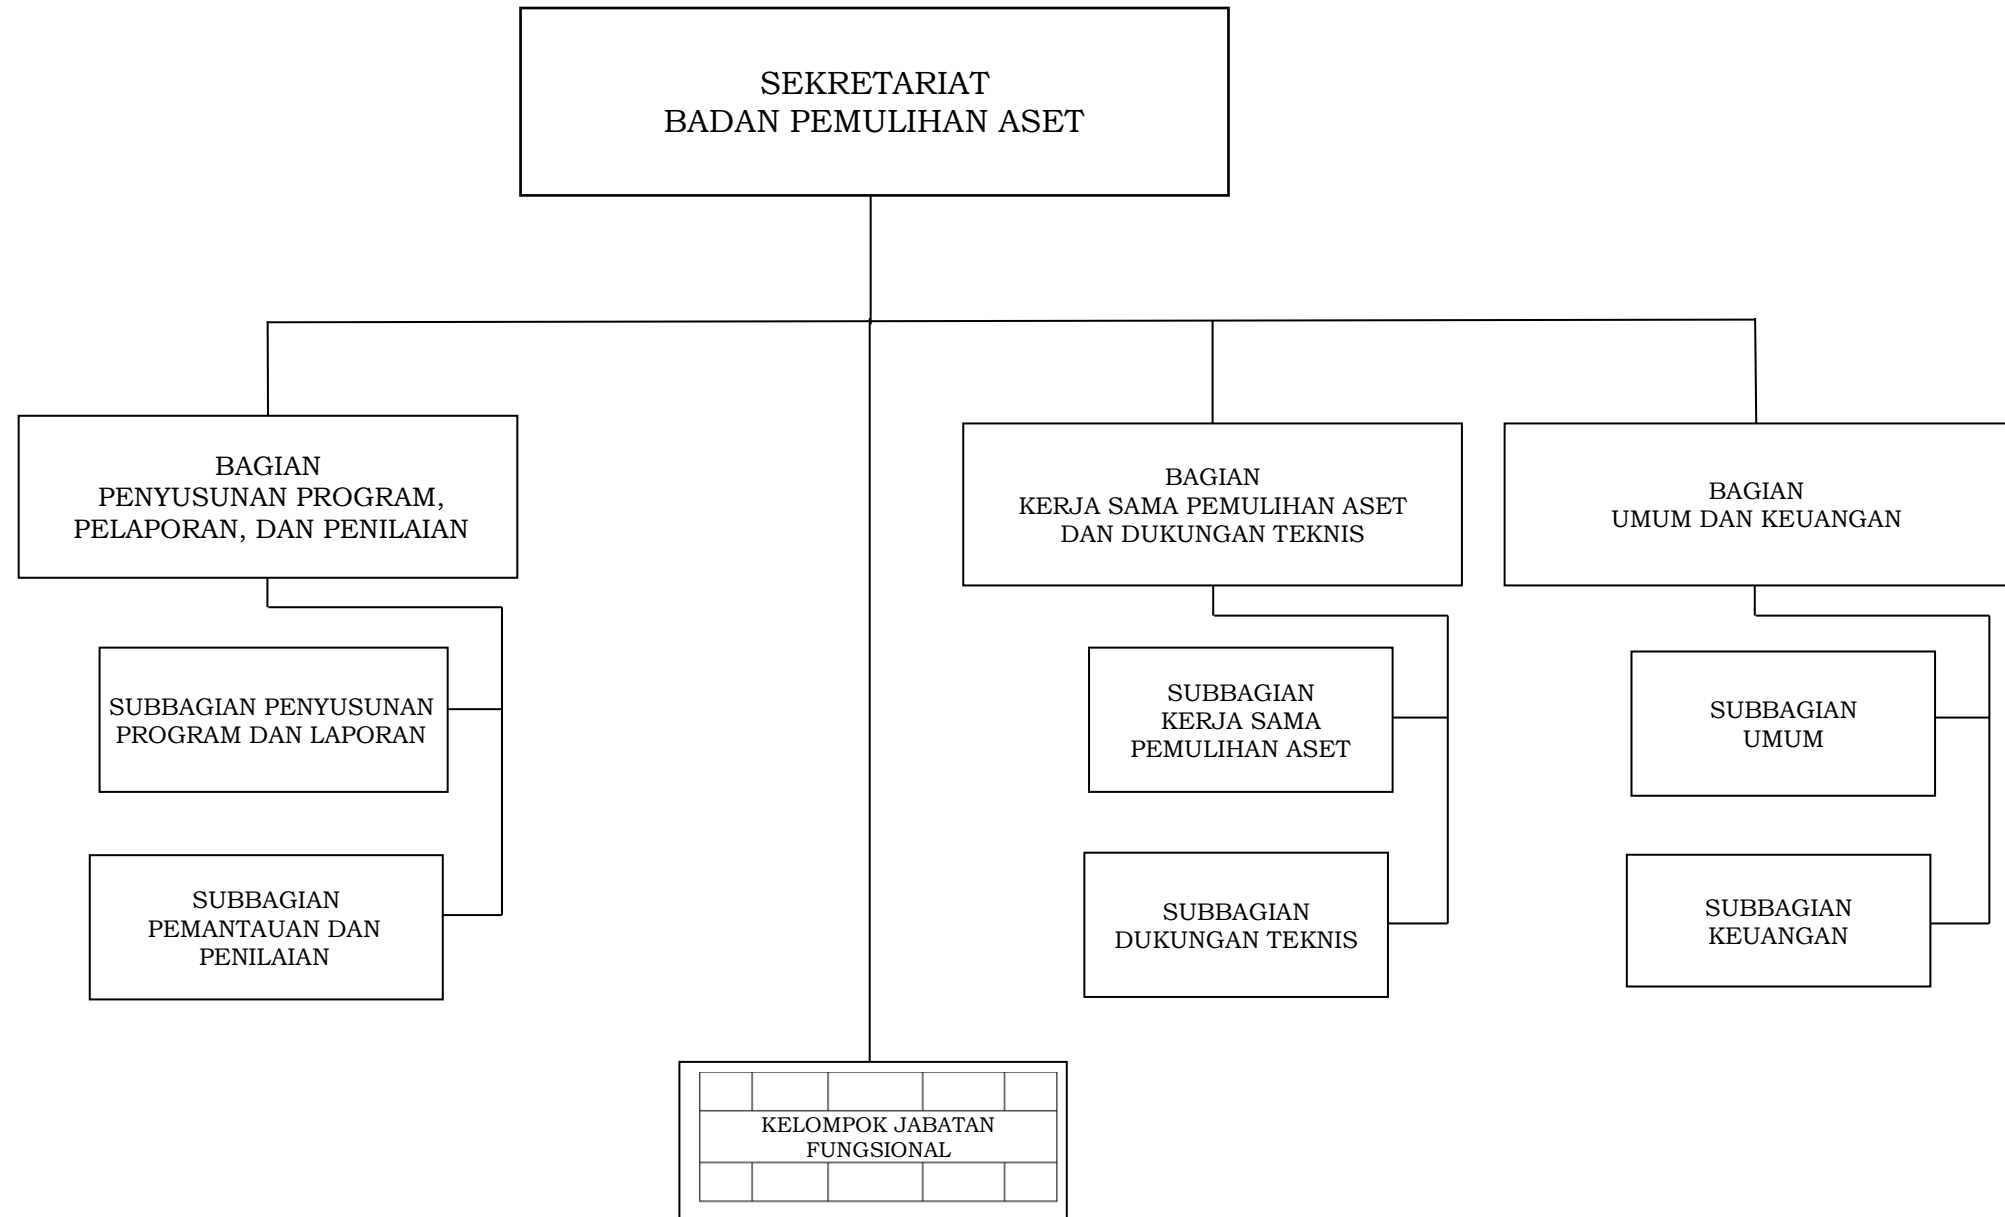 SEKRETARIAT
BADAN PEMULIHAN ASET
BAGIAN
PENYUSUNAN PROGRAM,
PELAPORAN, DAN PENILAIAN
BAGIAN
KERJA SAMA PEMULIHAN ASET
DAN DUKUNGAN TEKNIS
BAGIAN
UMUM DAN KEUANGAN
SUBBAGIAN PENYUSUNAN
PROGRAM DAN LAPORAN
SUBBAGIAN
KERJA SAMA
PEMULIHAN ASET
SUBBAGIAN
UMUM
SUBBAGIAN
PEMANTAUAN DAN
PENILAIAN
SUBBAGIAN
DUKUNGAN TEKNIS
SUBBAGIAN
KEUANGAN
KELOMPOK JABATAN
FUNGSIONAL